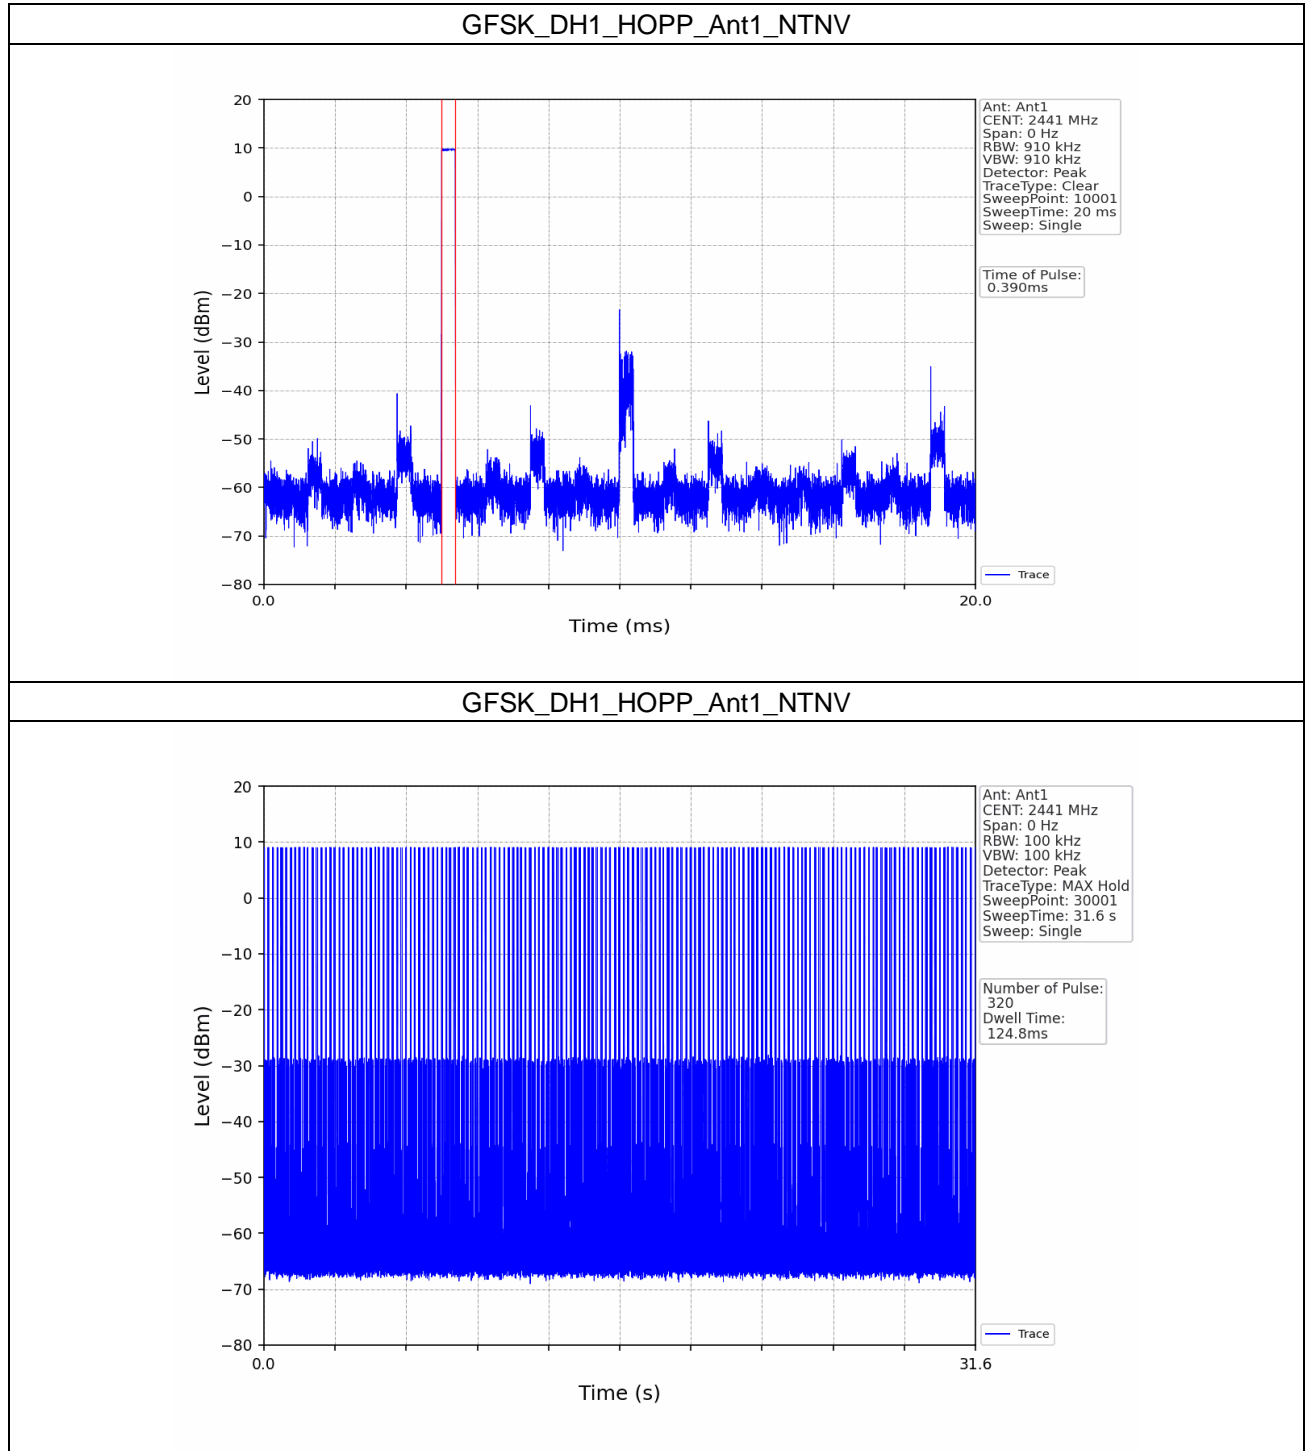 GFSK_DH1_HOPP_Ant1_NTNV
20
10
0
−10
−20
−30
−40
−50
−60
−70
−80
Level (dBm)
0.0
20.0
Time (ms)
Ant: Ant1
CENT: 2441 MHz
Span: 0 Hz
RBW: 910 kHz
VBW: 910 kHz
Detector: Peak
TraceType: Clear
SweepPoint: 10001
SweepTime: 20 ms
Sweep: Single
Time of Pulse:
0.390ms
Trace
GFSK_DH1_HOPP_Ant1_NTNV
20
10
0
−10
−20
−30
−40
−50
−60
−70
−80
Level (dBm)
0.0
31.6
Time (s)
Ant: Ant1
CENT: 2441 MHz
Span: 0 Hz
RBW: 100 kHz
VBW: 100 kHz
Detector: Peak
TraceType: MAX Hold
SweepPoint: 30001
SweepTime: 31.6 s
Sweep: Single
Number of Pulse:
320
Dwell Time:
124.8ms
Trace